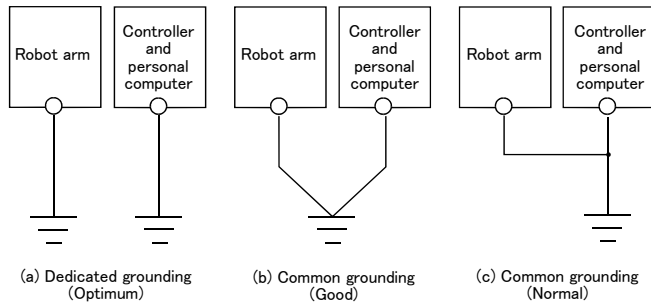 Robot arm
Controller
and
personal
computer
Robot arm
Controller
and
personal
computer
Robot arm
Controller
and
personal
computer
(a) Dedicated grounding
(Optimum)
(b) Common grounding
(Good)
(c) Common grounding
(Normal)